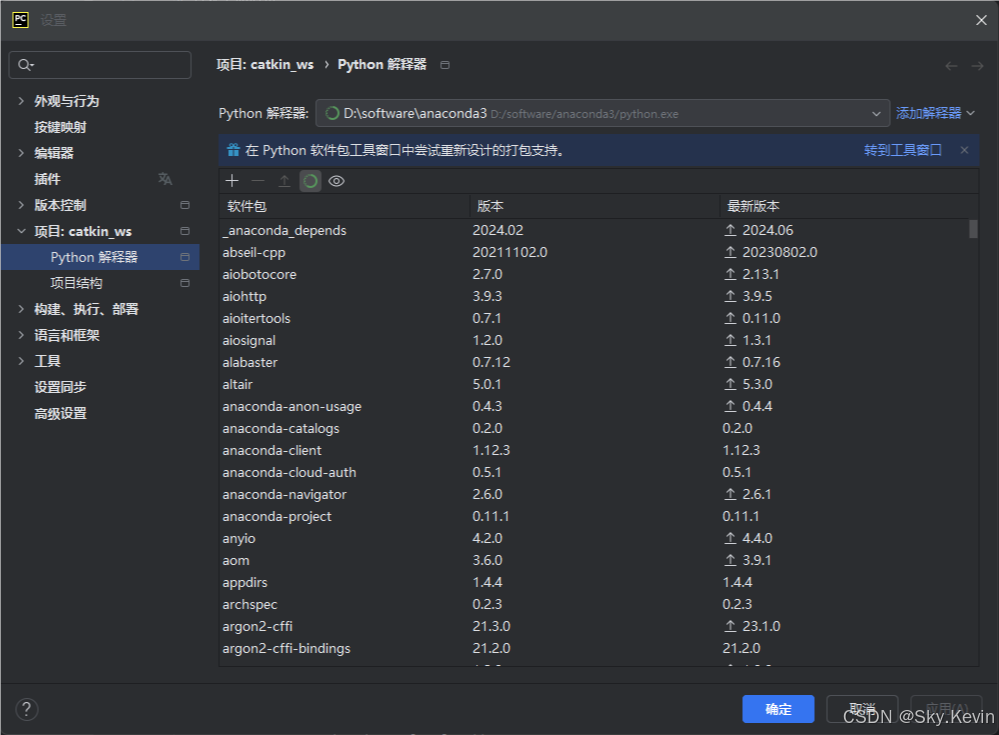 PC 设置
项目: catkin_ws › Python 解释器
外观与行为
按键映射
编辑器
插件
版本控制
项目: catkin_ws
Python 解释器
项目结构
构建、执行、部署
语言和框架
工具
设置同步
高级设置
Python 解释器: D:\software\anaconda3 D:/software/anaconda3/python.exe 添加解释器
在 Python 软件包工具窗口中尝试重新设计的打包支持。 转到工具窗口
软件包 版本 最新版本
_anaconda_depends 2024.02 2024.06
abseil-cpp 20211102.0 20230802.0
aiobotocore 2.7.0 2.13.1
aiohttp 3.9.3 3.9.5
aioitertools 0.7.1 0.11.0
aiosignal 1.2.0 1.3.1
alabaster 0.7.12 0.7.16
altair 5.0.1 5.3.0
anaconda-anon-usage 0.4.3 0.4.4
anaconda-catalogs 0.2.0 0.2.0
anaconda-client 1.12.3 1.12.3
anaconda-cloud-auth 0.5.1 0.5.1
anaconda-navigator 2.6.0 2.6.1
anaconda-project 0.11.1 0.11.1
anyio 4.2.0 4.4.0
aom 3.6.0 3.9.1
appdirs 1.4.4 1.4.4
archspec 0.2.3 0.2.3
argon2-cffi 21.3.0 23.1.0
argon2-cffi-bindings 21.2.0 21.2.0
? 确定 取消 应用(A)
CSDN @Sky.Kevin